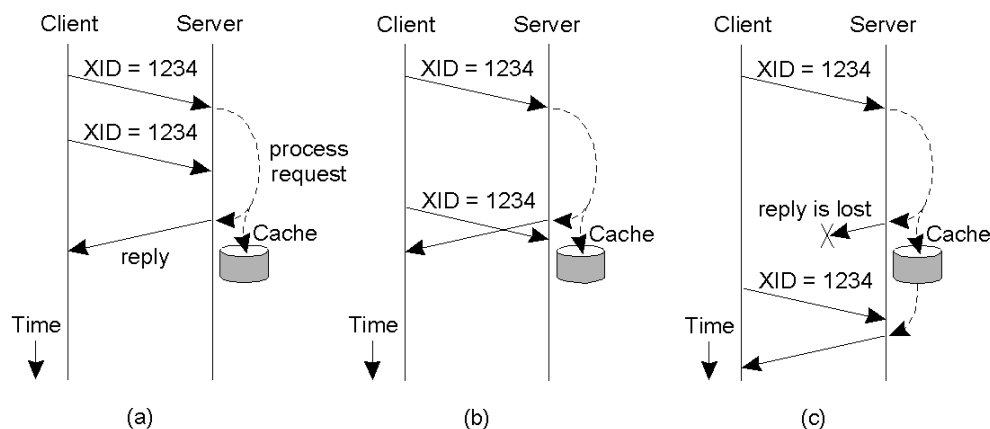 Client Server
XID = 1234
XID = 1234
process
request
Cache
reply
Time
(a)
Client Server
XID = 1234
XID = 1234
Cache
Time
(b)
Client Server
XID = 1234
reply is lost
Cache
XID = 1234
Time
(c)